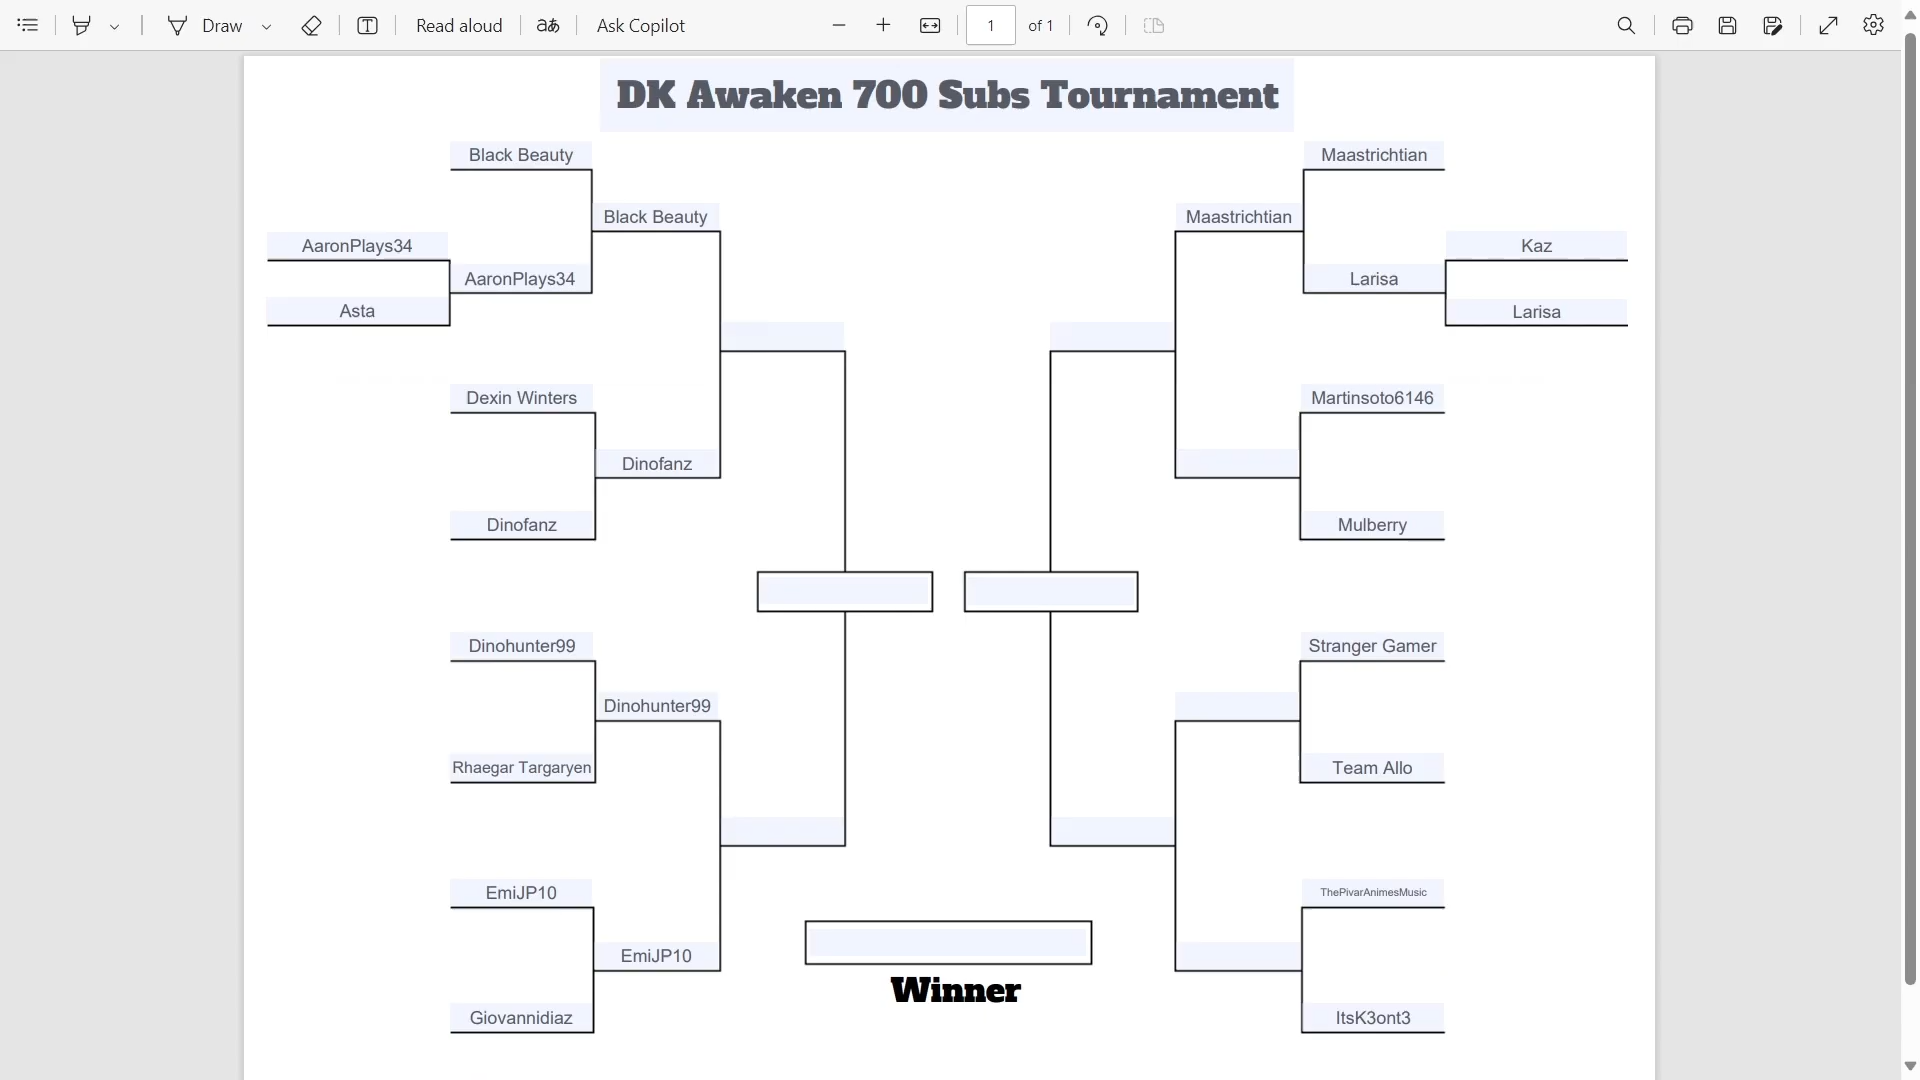 Draw
Read aloud
aあ
Ask Copilot
1
of 1
DK Awaken 700 Subs Tournament
Black Beauty
Maastrichtian
Black Beauty
Maastrichtian
AaronPlays34
Kaz
AaronPlays34
Larisa
Asta
Larisa
Dexin Winters
Martinsoto6146
Dinofanz
Dinofanz
Mulberry
Dinohunter99
Stranger Gamer
Dinohunter99
Rhaegar Targaryen
Team Allo
EmiJP10
ThePivarAnimesMusic
EmiJP10
Winner
Giovannidiaz
ItsK3ont3